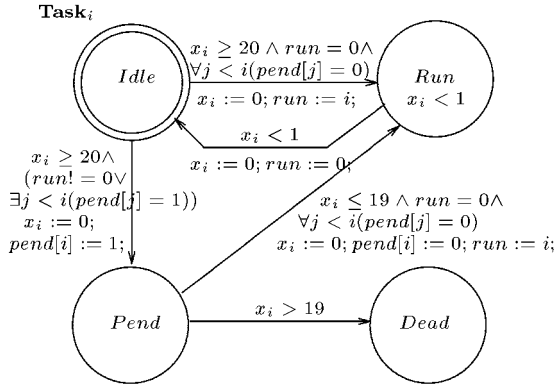 Task_i
Idle
x_i ≥ 20 ∧ run = 0∧
∀j < i(pend[j] = 0)
x_i := 0; run := i;
Run
x_i < 1
x_i < 1
x_i := 0; run := 0;
x_i ≥ 20∧
(run! = 0∨
∃j < i(pend[j] = 1))
x_i := 0;
pend[i] := 1;
x_i ≤ 19 ∧ run = 0∧
∀j < i(pend[j] = 0)
x_i := 0; pend[i] := 0; run := i;
Pend
x_i > 19
Dead